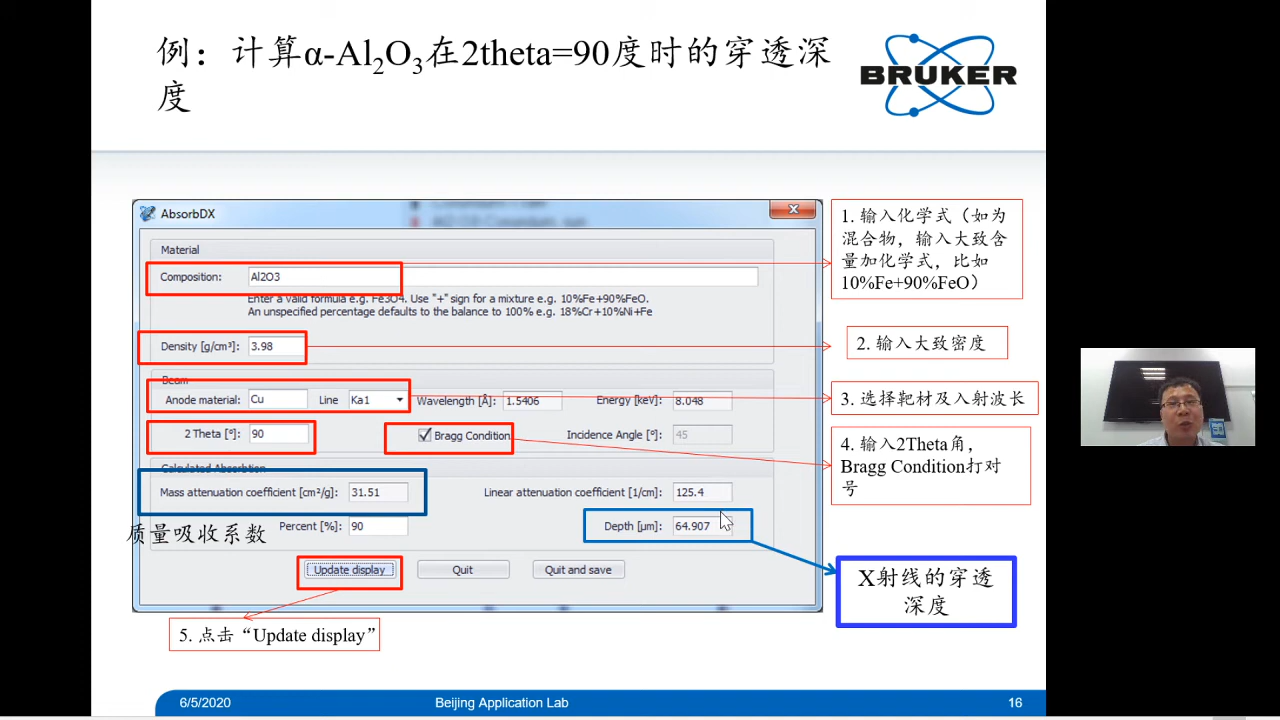 例：计算α-Al2O3在2theta=90度时的穿透深
度
BRUKER
AbsorbDX
Material
Composition: Al2O3
Enter a valid formula e.g. Fe3O4. Use "+" sign for a mixture e.g. 10%Fe+90%FeO.
An unspecified percentage defaults to the balance to 100% e.g. 18%Cr+10%Ni+Fe
Density [g/cm³]: 3.98
Beam
Anode material: Cu Line Ka1 Wavelength [Å]: 1.5406 Energy [keV]: 8.048
2 Theta [º]: 90 Bragg Condition Incidence Angle [º]: 45
Calculated Absorbtion
Mass attenuation coefficient [cm²/g]: 31.51 Linear attenuation coefficient [1/cm]: 125.4
质量吸收系数 Percent [%]: 90 Depth [µm]: 64.907
Update display Quit Quit and save
1. 输入化学式（如为
混合物，输入大致含
量加化学式，比如
10%Fe+90%FeO）
2. 输入大致密度
3. 选择靶材及入射波长
4. 输入2Theta角，
Bragg Condition打对
号
X射线的穿透
深度
5. 点击“Update display”
6/5/2020 Beijing Application Lab 16